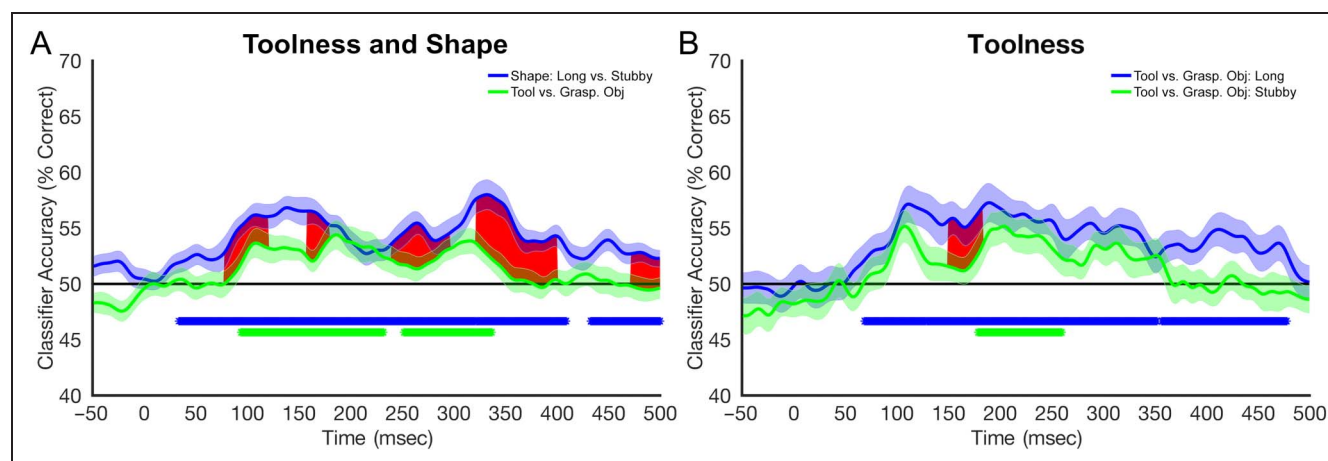 A
Toolness and Shape
70
65
60
55
50
45
40
Classifier Accuracy (% Correct)
Shape: Long vs. Stubby
Tool vs. Grasp. Obj
-50 0 50 100 150 200 250 300 350 400 450 500
Time (msec)
B
Toolness
70
65
60
55
50
45
40
Classifier Accuracy (% Correct)
Tool vs. Grasp. Obj: Long
Tool vs. Grasp. Obj: Stubby
-50 0 50 100 150 200 250 300 350 400 450 500
Time (msec)